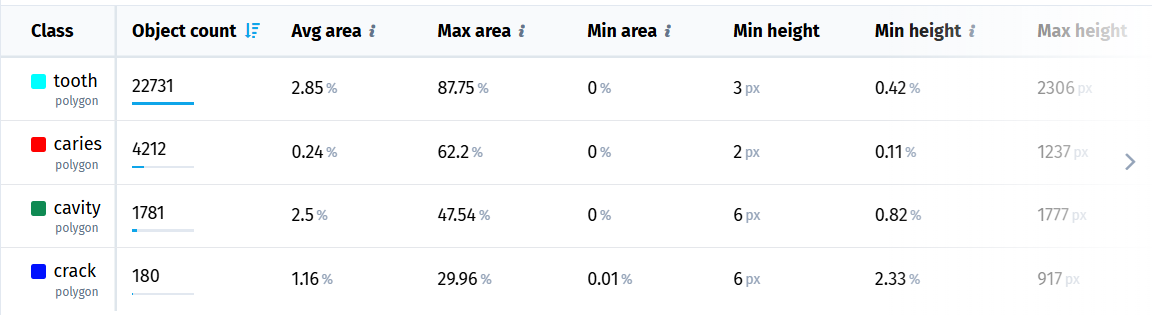 Class Object count Avg area i Max area i Min area i Min height Min height i Max height
tooth 22731 2.85 % 87.75 % 0 % 3 px 0.42 % 2306 px
polygon
caries 4212 0.24 % 62.2 % 0 % 2 px 0.11 % 1237 px
polygon
cavity 1781 2.5 % 47.54 % 0 % 6 px 0.82 % 1777 px
polygon
crack 180 1.16 % 29.96 % 0.01 % 6 px 2.33 % 917 px
polygon